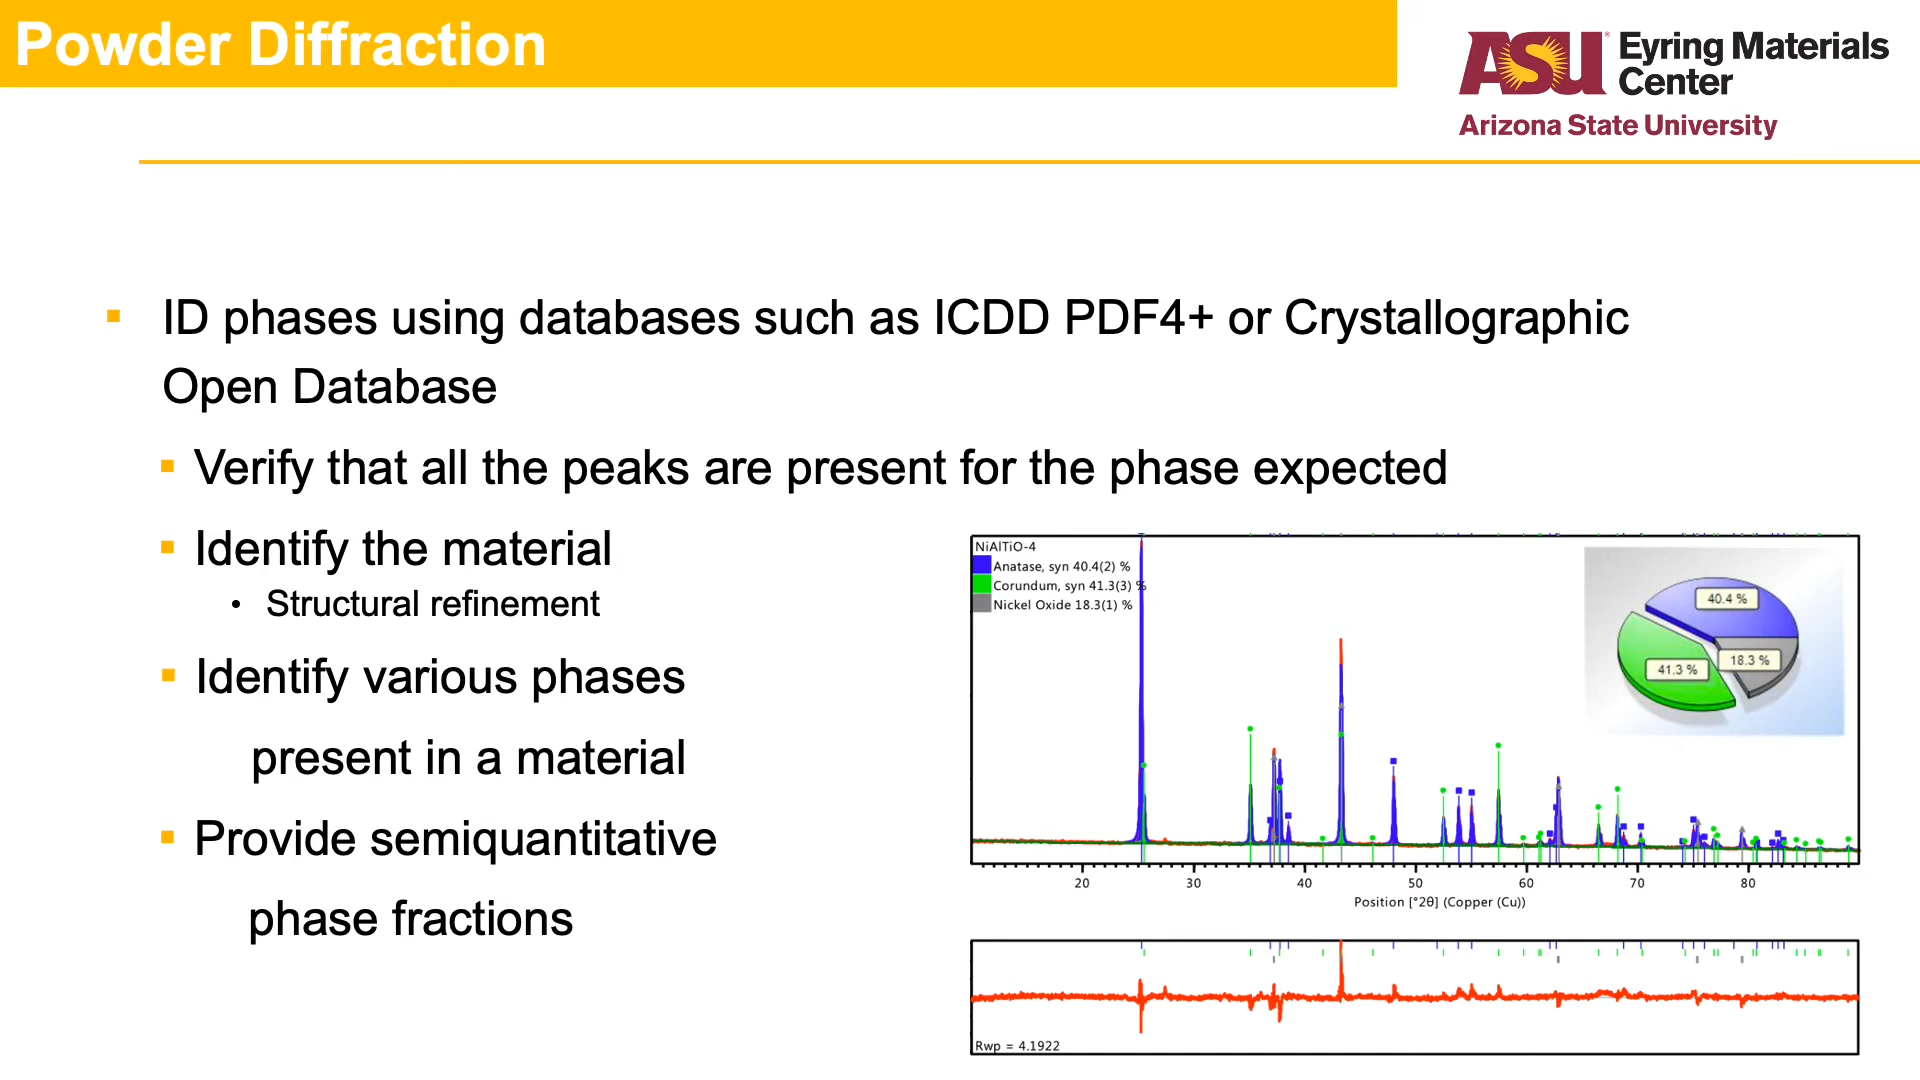 Powder Diffraction
ASU Eyring Materials
Center
Arizona State University
ID phases using databases such as ICDD PDF4+ or Crystallographic
Open Database
Verify that all the peaks are present for the phase expected
Identify the material
Structural refinement
Identify various phases
present in a material
Provide semiquantitative
phase fractions
NiAlTiO-4
Anatase, syn 40.4(2) %
Corundum, syn 41.3(3) %
Nickel Oxide 18.3(1) %
40.4 %
18.3 %
41.3 %
20 30 40 50 60 70 80
Position [°2θ] (Copper (Cu))
Rwp = 4.1922